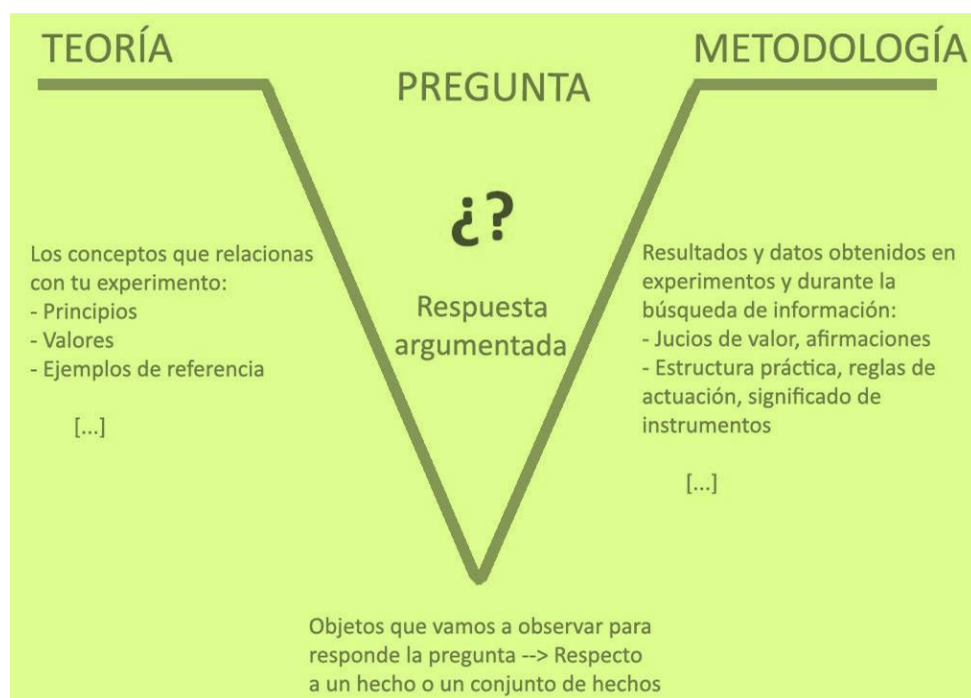 TEORÍA
PREGUNTA
METODOLOGÍA
¿?
Respuesta
argumentada
Los conceptos que relacionas
con tu experimento:
- Principios
- Valores
- Ejemplos de referencia
[...]
Resultados y datos obtenidos en
experimentos y durante la
búsqueda de información:
- Jucios de valor, afirmaciones
- Estructura práctica, reglas de
actuación, significado de
instrumentos
[...]
Objetos que vamos a observar para
responde la pregunta --> Respecto
a un hecho o un conjunto de hechos